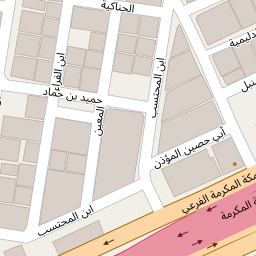 الحناكية
ابن الفراء
ابن المحتسب
حميد بن حماد
المعين
أبي حصين المؤذن
ابن المحتسب
مكة المكرمة الفرعي
مكة المكرمة